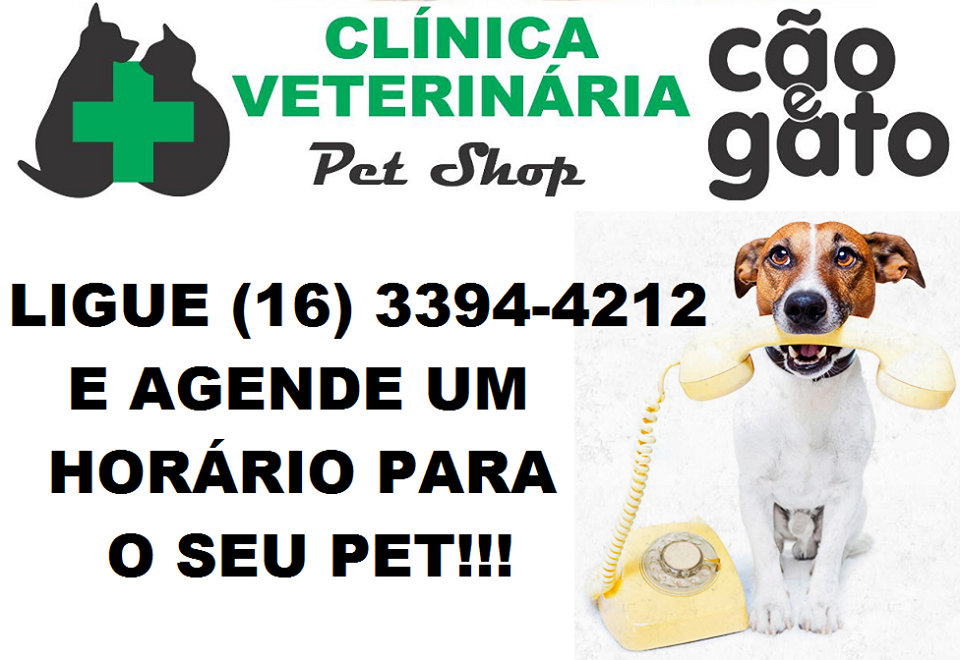 CLÍNICA
VETERINÁRIA
Pet Shop
cão
e
gato
LIGUE (16) 3394-4212
E AGENDE UM
HORÁRIO PARA
O SEU PET!!!